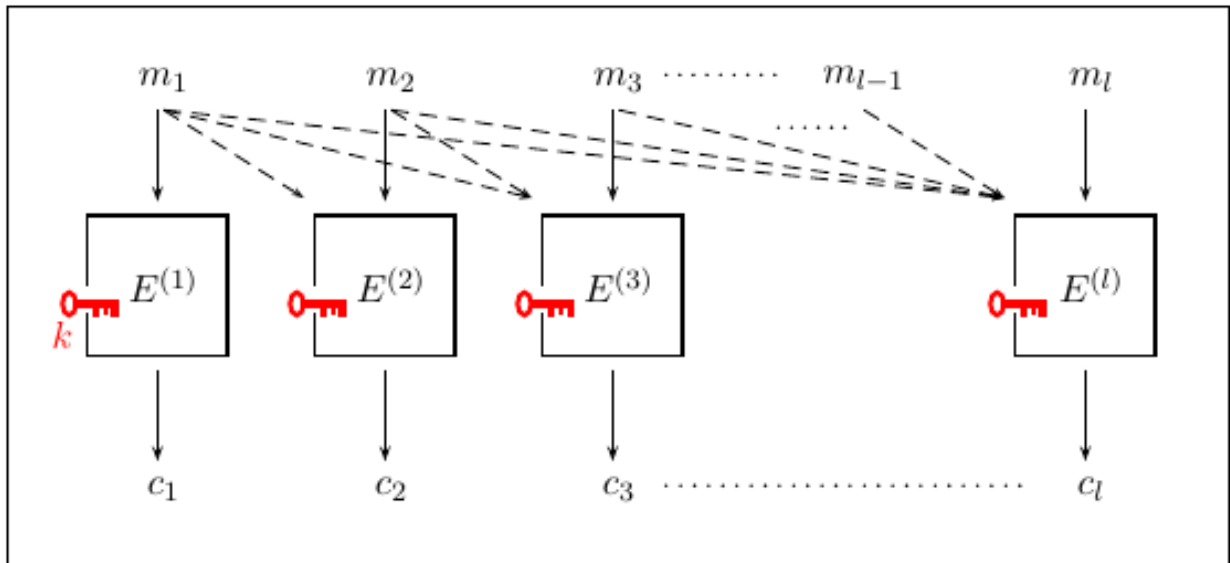 m₁ m₂ m₃ ......... mₗ₋₁ mₗ
......
E⁽¹⁾ E⁽²⁾ E⁽³⁾ E⁽ˡ⁾
k
c₁ c₂ c₃ ........................... cₗ